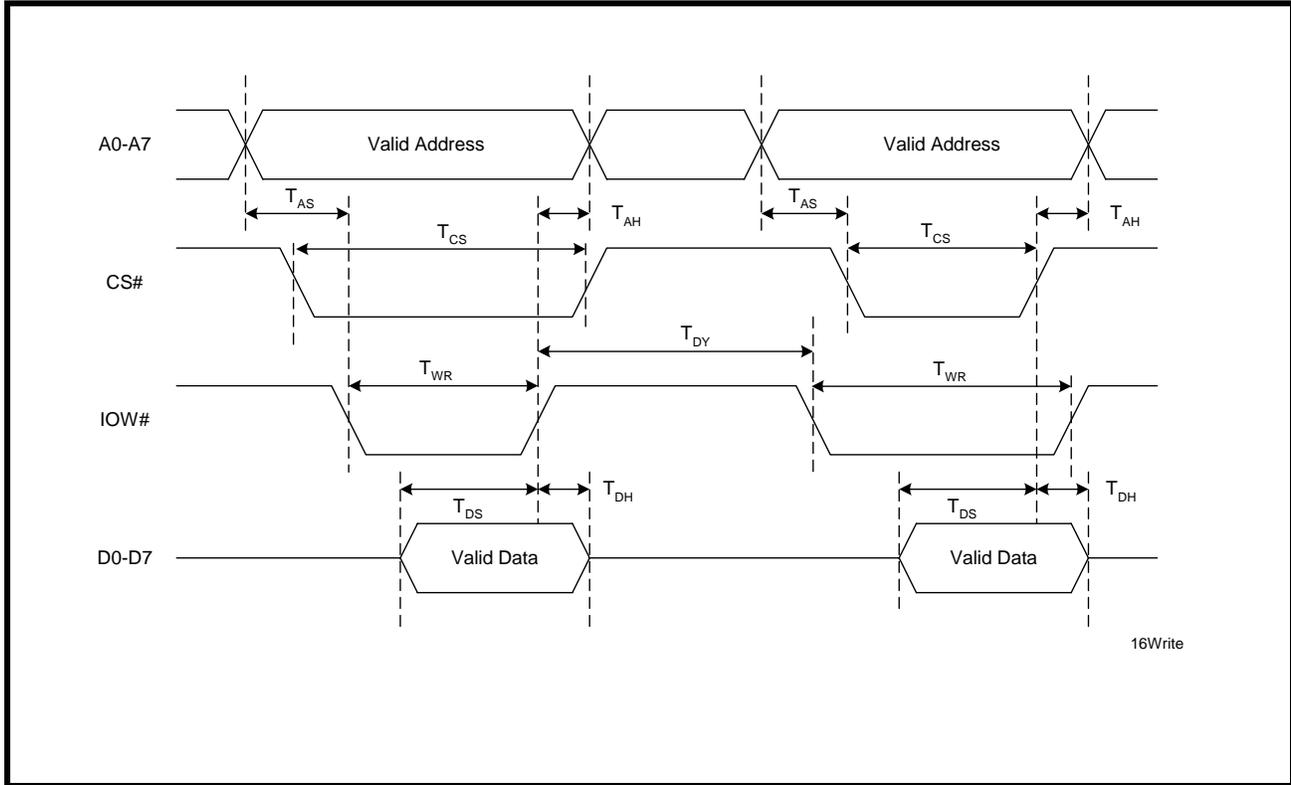 A0-A7 Valid Address Valid Address
TAS TAH TAS TAH
TCS TCS
CS#
TDY
TWR TWR
IOW#
TDH TDH
TDS TDS
D0-D7 Valid Data Valid Data
16Write